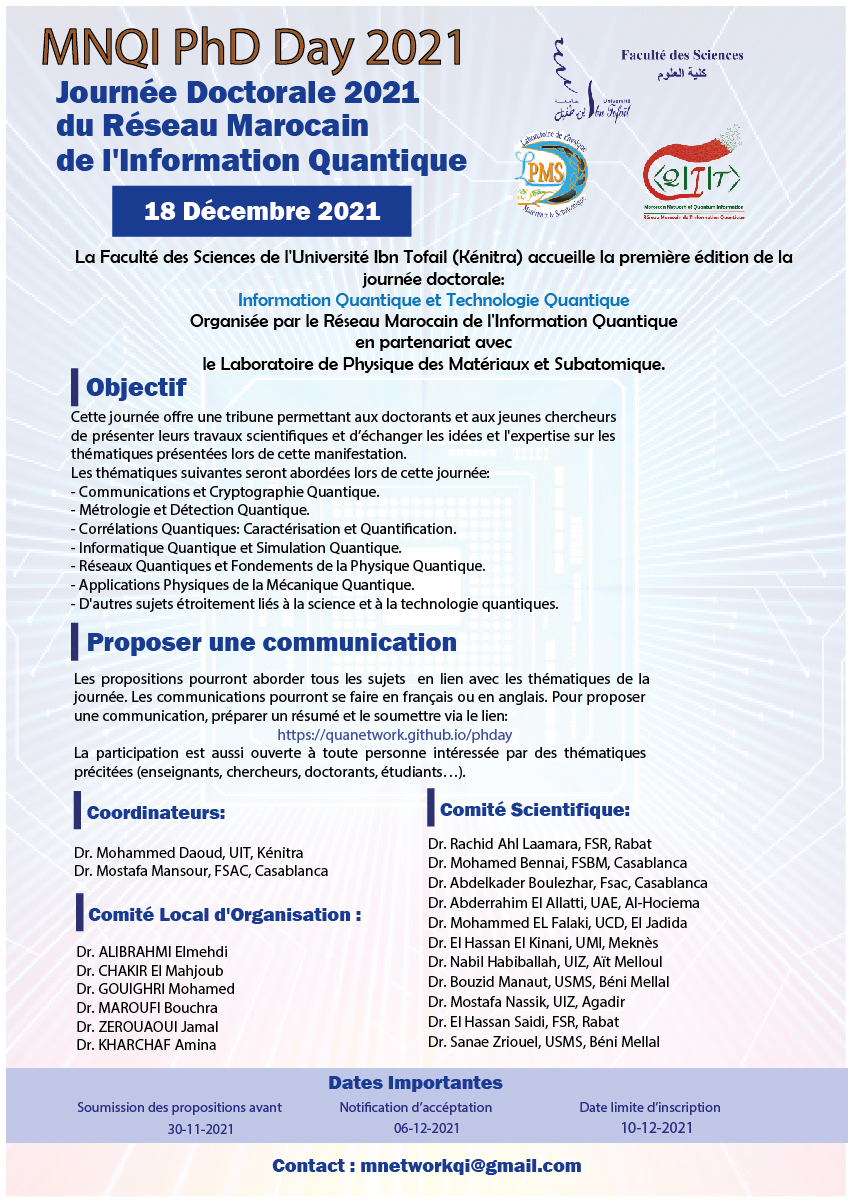 MNQI PhD Day 2021
Journée Doctorale 2021
du Réseau Marocain
de l'Information Quantique
18 Décembre 2021
Faculté des Sciences
كلية العلوم
Université
Ibn Tofail
جامعة
ابن طفيل
Laboratoire de Physique
LPMS
Matériaux & Subatomique
⟨Q|I|T⟩
Moroccan Network of Quantum Information
Réseau Marocain de l'Information Quantique
La Faculté des Sciences de l'Université Ibn Tofail (Kénitra) accueille la première édition de la
journée doctorale:
Information Quantique et Technologie Quantique
Organisée par le Réseau Marocain de l'Information Quantique
en partenariat avec
le Laboratoire de Physique des Matériaux et Subatomique.
Objectif
Cette journée offre une tribune permettant aux doctorants et aux jeunes chercheurs
de présenter leurs travaux scientifiques et d’échanger les idées et l'expertise sur les
thématiques présentées lors de cette manifestation.
Les thématiques suivantes seront abordées lors de cette journée:
- Communications et Cryptographie Quantique.
- Métrologie et Détection Quantique.
- Corrélations Quantiques: Caractérisation et Quantification.
- Informatique Quantique et Simulation Quantique.
- Réseaux Quantiques et Fondements de la Physique Quantique.
- Applications Physiques de la Mécanique Quantique.
- D'autres sujets étroitement liés à la science et à la technologie quantiques.
Proposer une communication
Les propositions pourront aborder tous les sujets en lien avec les thématiques de la
journée. Les communications pourront se faire en français ou en anglais. Pour proposer
une communication, préparer un résumé et le soumettre via le lien:
https://quanetwork.github.io/phday
La participation est aussi ouverte à toute personne intéressée par des thématiques
précitées (enseignants, chercheurs, doctorants, étudiants…).
Coordinateurs:
Dr. Mohammed Daoud, UIT, Kénitra
Dr. Mostafa Mansour, FSAC, Casablanca
Comité Local d'Organisation :
Dr. ALIBRAHMI Elmehdi
Dr. CHAKIR El Mahjoub
Dr. GOUIGHRI Mohamed
Dr. MAROUFI Bouchra
Dr. ZEROUAOUI Jamal
Dr. KHARCHAF Amina
Comité Scientifique:
Dr. Rachid Ahl Laamara, FSR, Rabat
Dr. Mohamed Bennai, FSBM, Casablanca
Dr. Abdelkader Boulezhar, Fsac, Casablanca
Dr. Abderrahim El Allatti, UAE, Al-Hociema
Dr. Mohammed EL Falaki, UCD, El Jadida
Dr. El Hassan El Kinani, UMI, Meknès
Dr. Nabil Habiballah, UIZ, Aït Melloul
Dr. Bouzid Manaut, USMS, Béni Mellal
Dr. Mostafa Nassik, UIZ, Agadir
Dr. El Hassan Saidi, FSR, Rabat
Dr. Sanae Zriouel, USMS, Béni Mellal
Dates Importantes
Soumission des propositions avant
30-11-2021
Notification d’accéptation
06-12-2021
Date limite d’inscription
10-12-2021
Contact : mnetworkqi@gmail.com